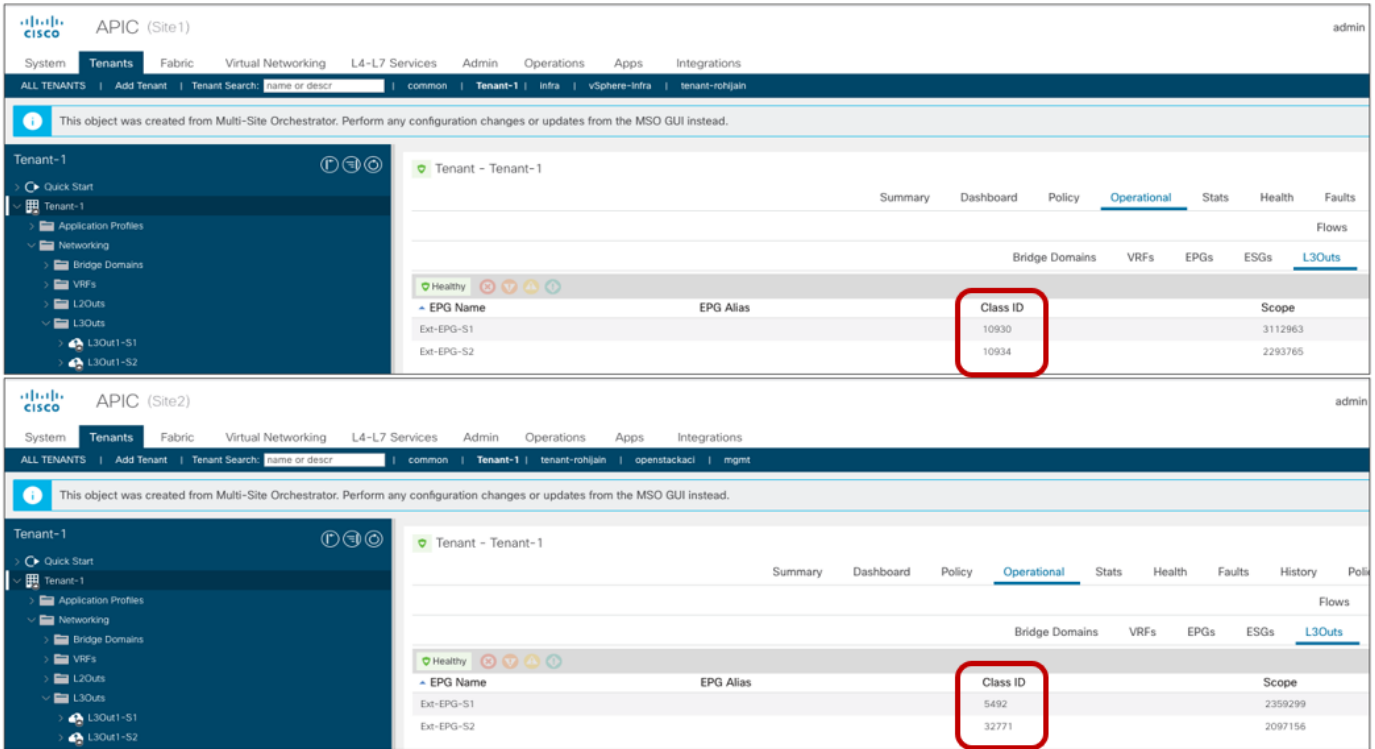 CISCO APIC (Site1) admin
System Tenants Fabric Virtual Networking L4-L7 Services Admin Operations Apps Integrations
ALL TENANTS | Add Tenant | Tenant Search: name or descr | common | Tenant-1 | infra | vSphere-Infra | tenant-rohijain
This object was created from Multi-Site Orchestrator. Perform any configuration changes or updates from the MSO GUI instead.
Tenant-1
Quick Start
Tenant-1
Application Profiles
Networking
Bridge Domains
VRFs
L2Outs
L3Outs
L3Out1-S1
L3Out1-S2
Tenant - Tenant-1
Summary Dashboard Policy Operational Stats Health Faults
Flows
Bridge Domains VRFs EPGs ESGs L3Outs
Healthy
EPG Name EPG Alias Class ID Scope
Ext-EPG-S1 10930 3112963
Ext-EPG-S2 10934 2293765
CISCO APIC (Site2) admin
System Tenants Fabric Virtual Networking L4-L7 Services Admin Operations Apps Integrations
ALL TENANTS | Add Tenant | Tenant Search: name or descr | common | Tenant-1 | tenant-rohijain | openstackaci | mgmt
This object was created from Multi-Site Orchestrator. Perform any configuration changes or updates from the MSO GUI instead.
Tenant-1
Quick Start
Tenant-1
Application Profiles
Networking
Bridge Domains
VRFs
L2Outs
L3Outs
L3Out1-S1
L3Out1-S2
Tenant - Tenant-1
Summary Dashboard Policy Operational Stats Health Faults History Poli
Flows
Bridge Domains VRFs EPGs ESGs L3Outs
Healthy
EPG Name EPG Alias Class ID Scope
Ext-EPG-S1 5492 2359299
Ext-EPG-S2 32771 2097156